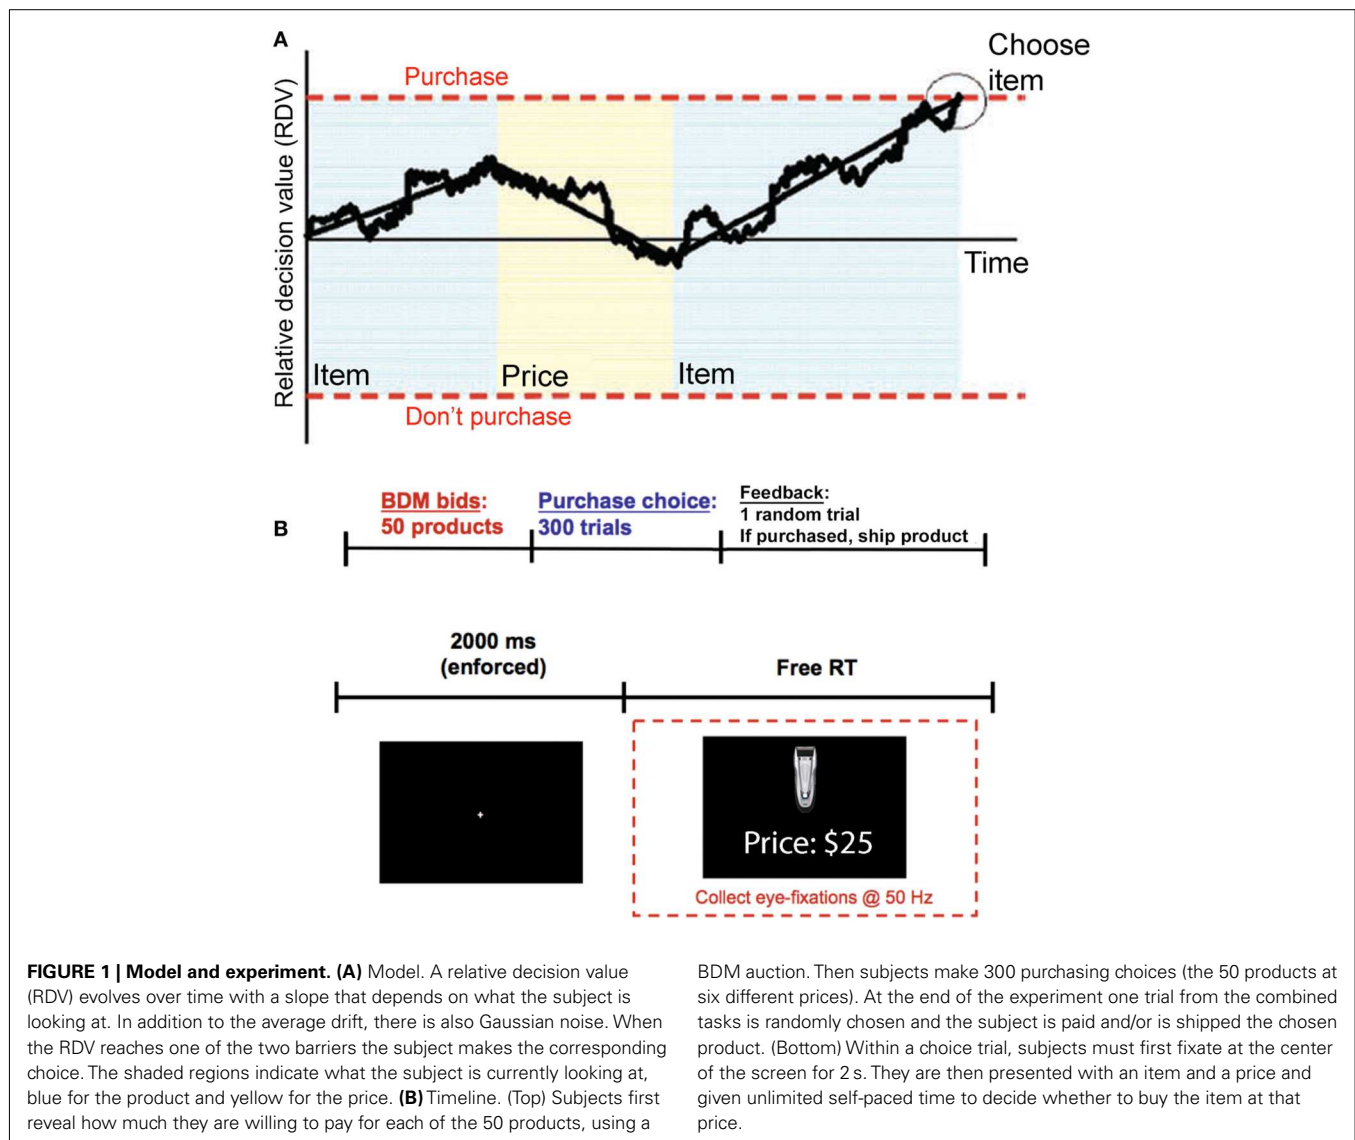 A
Choose
item
Purchase
Relative decision value (RDV)
Time
Item
Price
Item
Don't purchase
B
BDM bids:
50 products
Purchase choice:
300 trials
Feedback:
1 random trial
If purchased, ship product
2000 ms
(enforced)
Free RT
Price: $25
Collect eye-fixations @ 50 Hz
FIGURE 1 | Model and experiment. (A) Model. A relative decision value
(RDV) evolves over time with a slope that depends on what the subject is
looking at. In addition to the average drift, there is also Gaussian noise. When
the RDV reaches one of the two barriers the subject makes the corresponding
choice. The shaded regions indicate what the subject is currently looking at,
blue for the product and yellow for the price. (B) Timeline. (Top) Subjects first
reveal how much they are willing to pay for each of the 50 products, using a
BDM auction. Then subjects make 300 purchasing choices (the 50 products at
six different prices). At the end of the experiment one trial from the combined
tasks is randomly chosen and the subject is paid and/or is shipped the chosen
product. (Bottom) Within a choice trial, subjects must first fixate at the center
of the screen for 2 s. They are then presented with an item and a price and
given unlimited self-paced time to decide whether to buy the item at that
price.